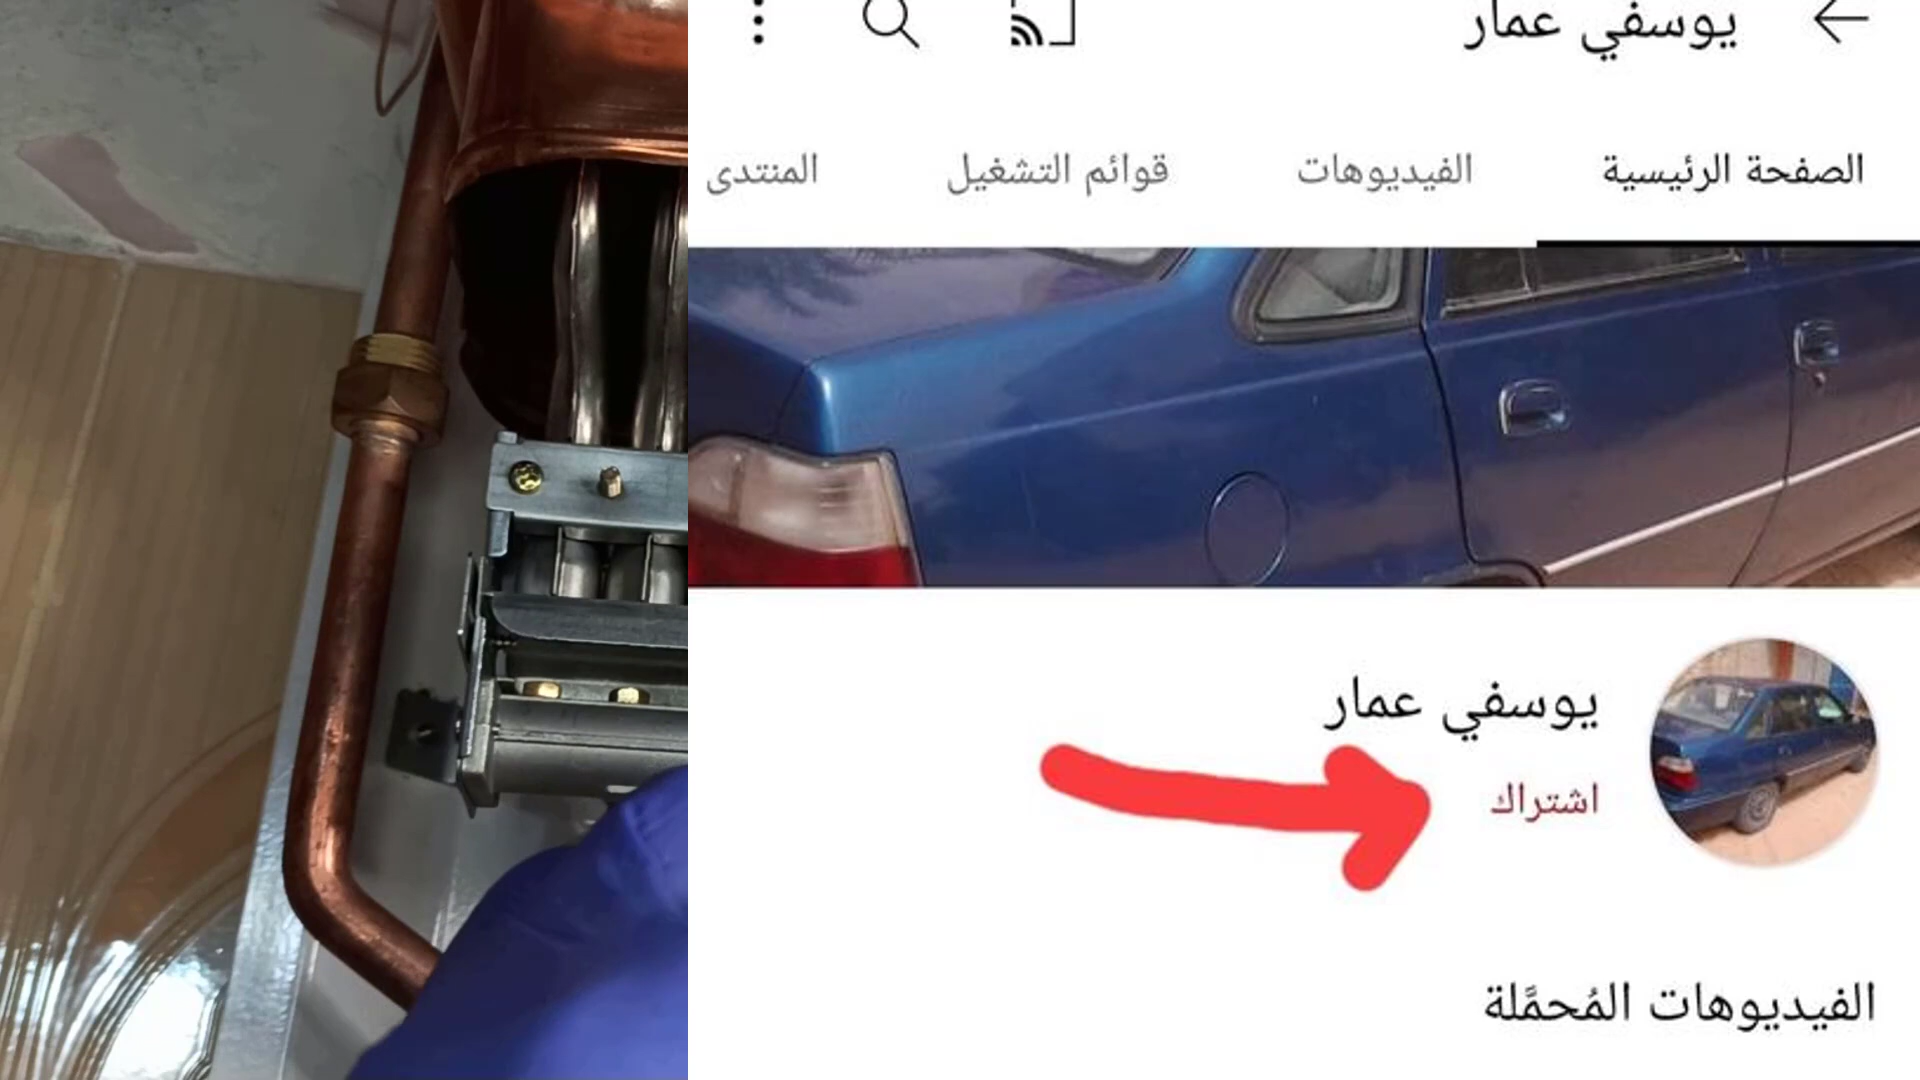 يوسفي عمار
الصفحة الرئيسية الفيديوهات قوائم التشغيل المنتدى
يوسفي عمار
اشتراك
الفيديوهات المُحمَّلة